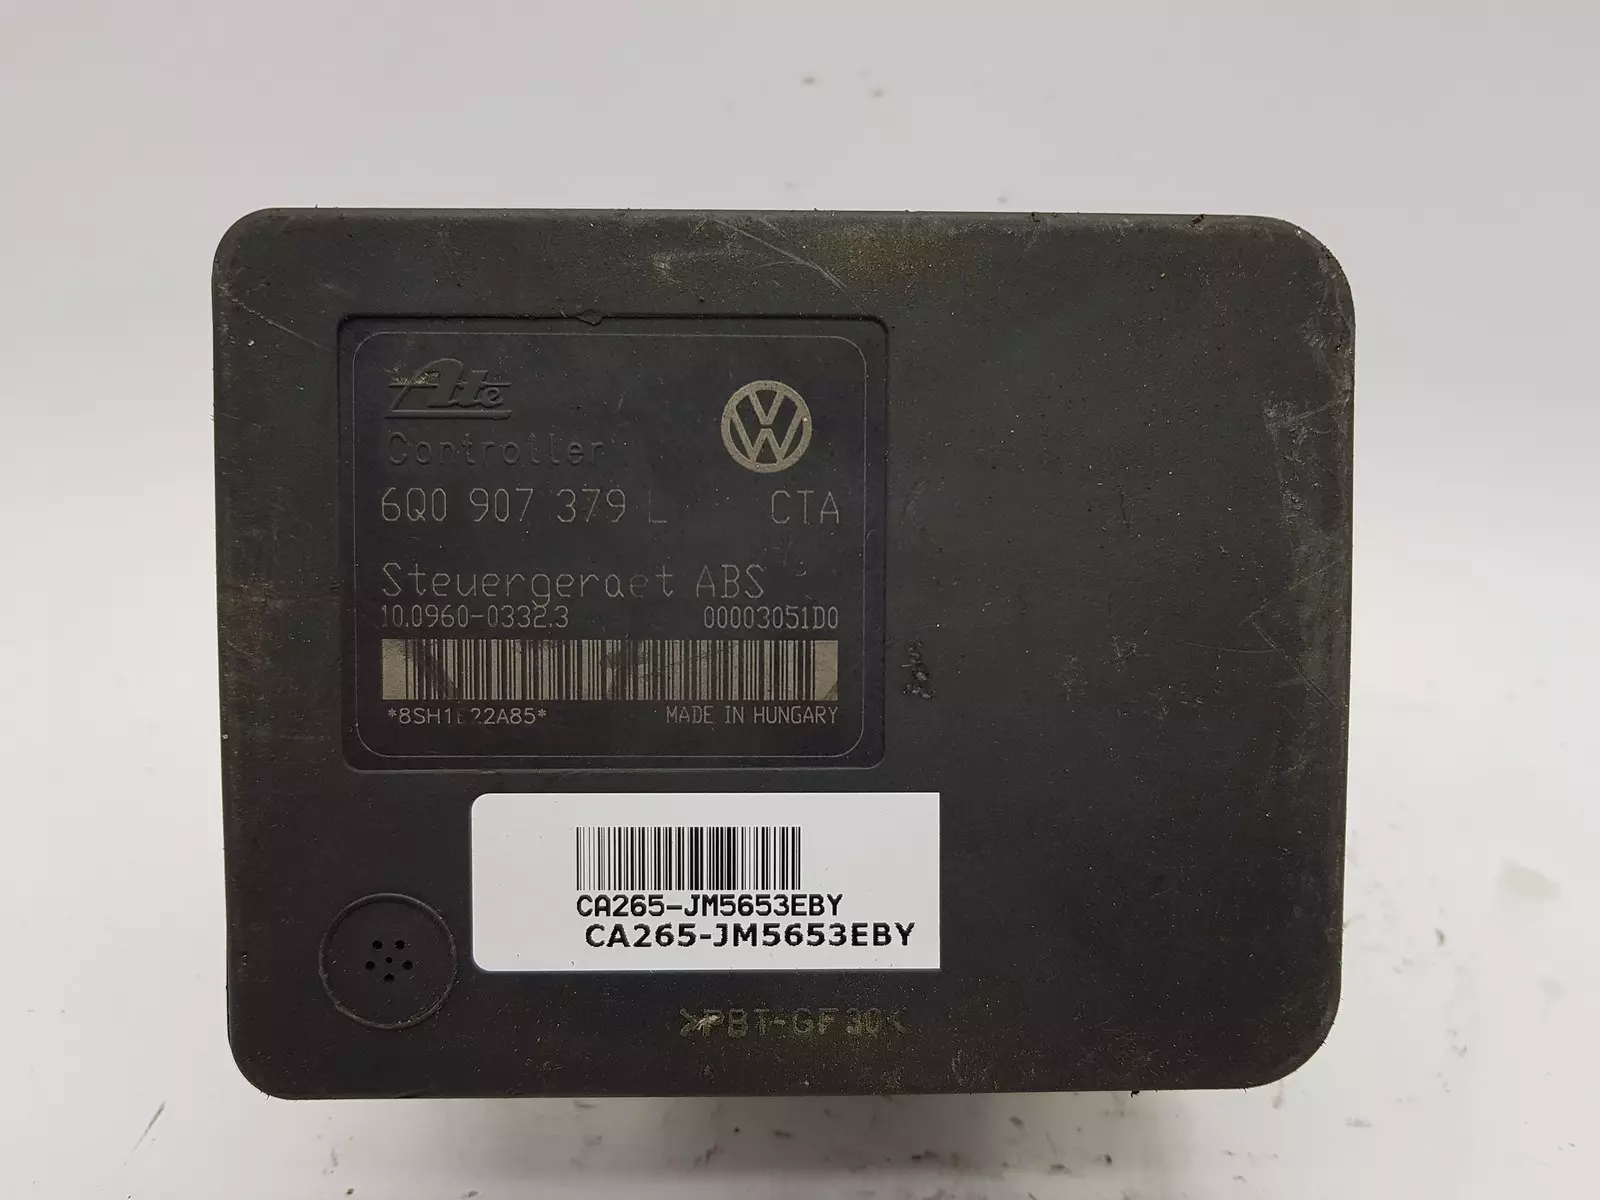 Ate
Controller
6Q0 907 379 L CTA
Steuergeraet ABS
10.0960-0332.3 00003051D0
MADE IN HUNGARY
CA265-JM5653EBY
CA265-JM5653EBY
>PBT-GF30<